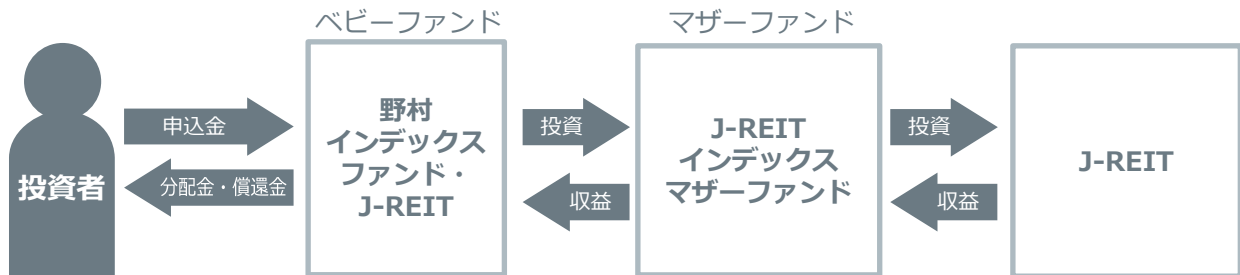 ベビーファンド
マザーファンド
投資者
申込金
分配金・償還金
野村
インデックス
ファンド・
J-REIT
投資
収益
J-REIT
インデックス
マザーファンド
投資
収益
J-REIT